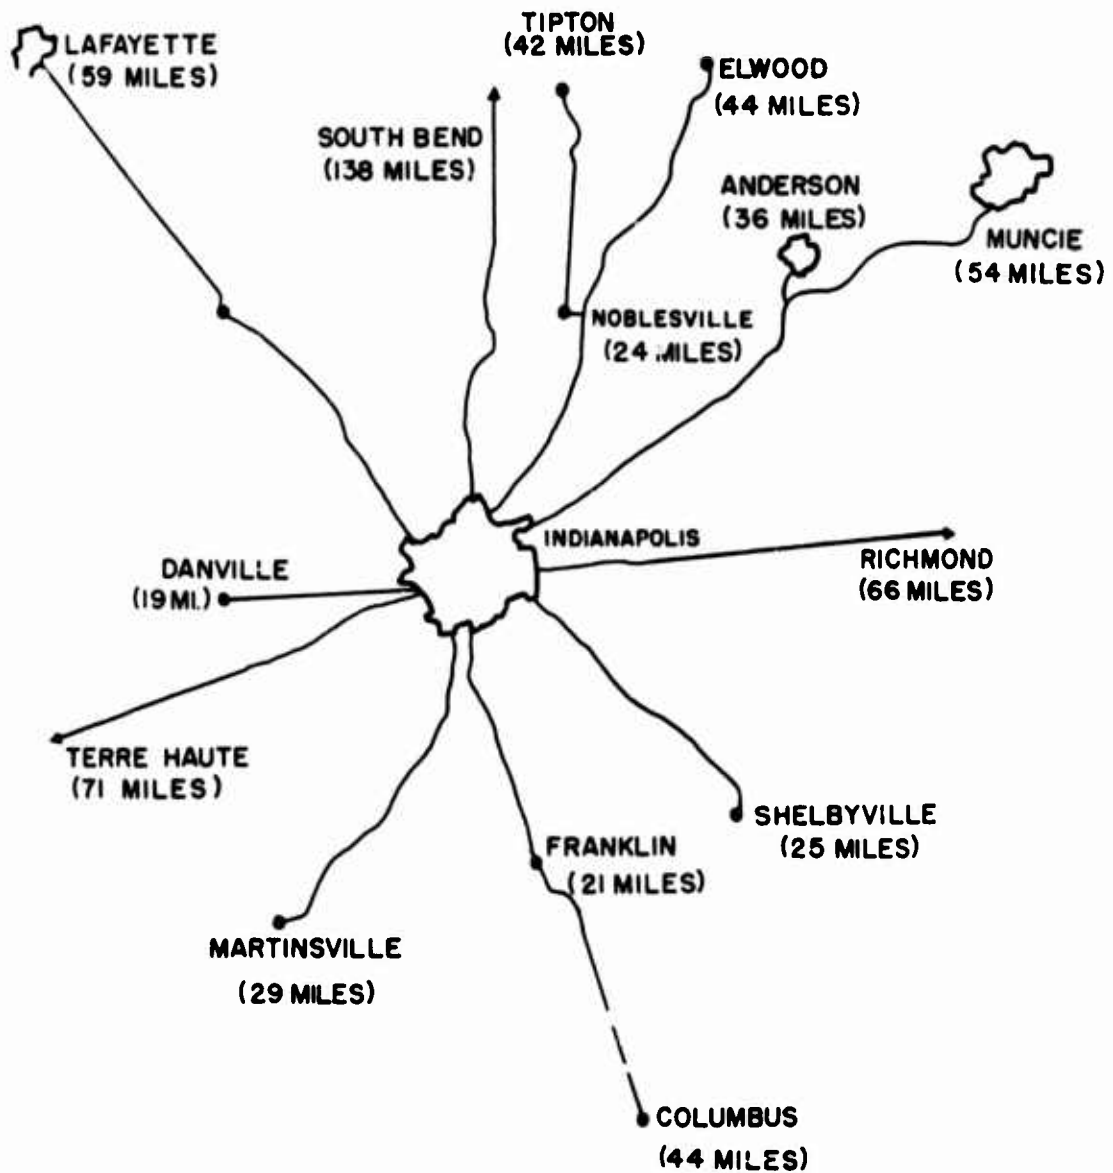 TIPTON
(42 MILES)
LAFAYETTE
(59 MILES)
ELWOOD
(44 MILES)
SOUTH BEND
(138 MILES)
ANDERSON
(36 MILES)
MUNCIE
(54 MILES)
NOBLESVILLE
(24 MILES)
INDIANAPOLIS
RICHMOND
(66 MILES)
DANVILLE
(19 MI.)
TERRE HAUTE
(71 MILES)
SHELBYVILLE
(25 MILES)
FRANKLIN
(21 MILES)
MARTINSVILLE
(29 MILES)
COLUMBUS
(44 MILES)